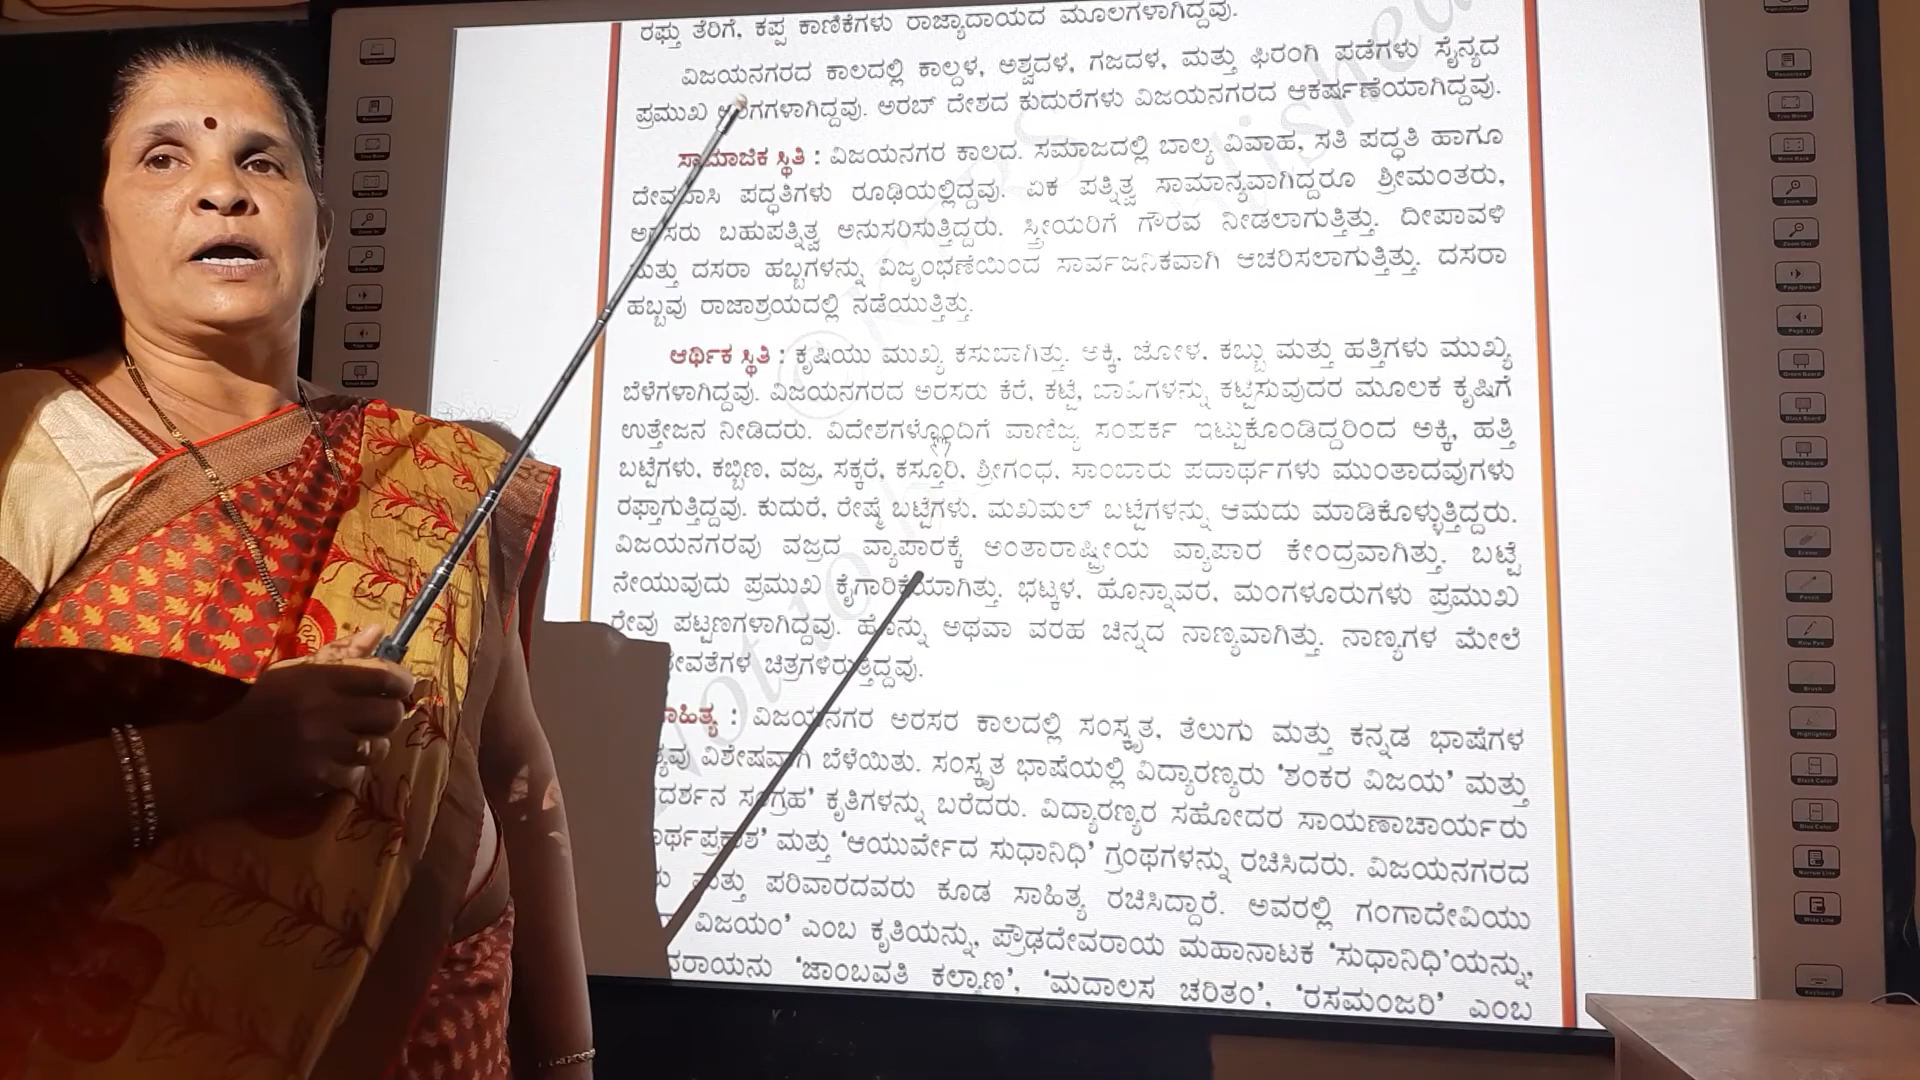 ರಫ್ತು ತೆರಿಗೆ, ಕಪ್ಪ ಕಾಣಿಕೆಗಳು ರಾಜ್ಯಾದಾಯದ ಮೂಲಗಳಾಗಿದ್ದವು.
ವಿಜಯನಗರದ ಕಾಲದಲ್ಲಿ ಕಾಲ್ದಳ, ಅಶ್ವದಳ, ಗಜದಳ, ಮತ್ತು ಫಿರಂಗಿ ಪಡೆಗಳು ಸೈನ್ಯದ
ಪ್ರಮುಖ ಅಂಗಗಳಾಗಿದ್ದವು. ಅರಬ್ ದೇಶದ ಕುದುರೆಗಳು ವಿಜಯನಗರದ ಆಕರ್ಷಣೆಯಾಗಿದ್ದವು.
ಸಾಮಾಜಿಕ ಸ್ಥಿತಿ : ವಿಜಯನಗರ ಕಾಲದ. ಸಮಾಜದಲ್ಲಿ ಬಾಲ್ಯ ವಿವಾಹ, ಸತಿ ಪದ್ಧತಿ ಹಾಗೂ
ದೇವದಾಸಿ ಪದ್ಧತಿಗಳು ರೂಢಿಯಲ್ಲಿದ್ದವು. ಏಕ ಪತ್ನಿತ್ವ ಸಾಮಾನ್ಯವಾಗಿದ್ದರೂ ಶ್ರೀಮಂತರು,
ಅರಸರು ಬಹುಪತ್ನಿತ್ವ ಅನುಸರಿಸುತ್ತಿದ್ದರು. ಸ್ತ್ರೀಯರಿಗೆ ಗೌರವ ನೀಡಲಾಗುತ್ತಿತ್ತು. ದೀಪಾವಳಿ
ಮತ್ತು ದಸರಾ ಹಬ್ಬಗಳನ್ನು ವಿಜೃಂಭಣೆಯಿಂದ ಸಾರ್ವಜನಿಕವಾಗಿ ಆಚರಿಸಲಾಗುತ್ತಿತ್ತು. ದಸರಾ
ಹಬ್ಬವು ರಾಜಾಶ್ರಯದಲ್ಲಿ ನಡೆಯುತ್ತಿತ್ತು.
ಆರ್ಥಿಕ ಸ್ಥಿತಿ : ಕೃಷಿಯು ಮುಖ್ಯ ಕಸುಬಾಗಿತ್ತು. ಅಕ್ಕಿ, ಜೋಳ, ಕಬ್ಬು ಮತ್ತು ಹತ್ತಿಗಳು ಮುಖ್ಯ
ಬೆಳೆಗಳಾಗಿದ್ದವು. ವಿಜಯನಗರದ ಅರಸರು ಕೆರೆ, ಕಟ್ಟೆ, ಬಾವಿಗಳನ್ನು ಕಟ್ಟಿಸುವುದರ ಮೂಲಕ ಕೃಷಿಗೆ
ಉತ್ತೇಜನ ನೀಡಿದರು. ವಿದೇಶಗಳೊಂದಿಗೆ ವಾಣಿಜ್ಯ ಸಂಪರ್ಕ ಇಟ್ಟುಕೊಂಡಿದ್ದರಿಂದ ಅಕ್ಕಿ, ಹತ್ತಿ
ಬಟ್ಟೆಗಳು, ಕಬ್ಬಿಣ, ವಜ್ರ, ಸಕ್ಕರೆ, ಕಸ್ತೂರಿ, ಶ್ರೀಗಂಧ, ಸಾಂಬಾರು ಪದಾರ್ಥಗಳು ಮುಂತಾದವುಗಳು
ರಫ್ತಾಗುತ್ತಿದ್ದವು. ಕುದುರೆ, ರೇಷ್ಮೆ ಬಟ್ಟೆಗಳು, ಮಖಮಲ್ ಬಟ್ಟೆಗಳನ್ನು ಆಮದು ಮಾಡಿಕೊಳ್ಳುತ್ತಿದ್ದರು.
ವಿಜಯನಗರವು ವಜ್ರದ ವ್ಯಾಪಾರಕ್ಕೆ ಅಂತಾರಾಷ್ಟ್ರೀಯ ವ್ಯಾಪಾರ ಕೇಂದ್ರವಾಗಿತ್ತು. ಬಟ್ಟೆ
ನೇಯುವುದು ಪ್ರಮುಖ ಕೈಗಾರಿಕೆಯಾಗಿತ್ತು. ಭಟ್ಕಳ, ಹೊನ್ನಾವರ, ಮಂಗಳೂರುಗಳು ಪ್ರಮುಖ
ರೇವು ಪಟ್ಟಣಗಳಾಗಿದ್ದವು. ಹೊನ್ನು ಅಥವಾ ವರಹ ಚಿನ್ನದ ನಾಣ್ಯವಾಗಿತ್ತು. ನಾಣ್ಯಗಳ ಮೇಲೆ
ದೇವತೆಗಳ ಚಿತ್ರಗಳಿರುತ್ತಿದ್ದವು.
ಸಾಹಿತ್ಯ : ವಿಜಯನಗರ ಅರಸರ ಕಾಲದಲ್ಲಿ ಸಂಸ್ಕೃತ, ತೆಲುಗು ಮತ್ತು ಕನ್ನಡ ಭಾಷೆಗಳ
ವಿಶೇಷವಾಗಿ ಬೆಳೆಯಿತು. ಸಂಸ್ಕೃತ ಭಾಷೆಯಲ್ಲಿ ವಿದ್ಯಾರಣ್ಯರು ‘ಶಂಕರ ವಿಜಯ’ ಮತ್ತು
ದರ್ಶನ ಸಂಗ್ರಹ’ ಕೃತಿಗಳನ್ನು ಬರೆದರು. ವಿದ್ಯಾರಣ್ಯರ ಸಹೋದರ ಸಾಯಣಾಚಾರ್ಯರು
ಮತ್ತು ‘ಆಯುರ್ವೇದ ಸುಧಾನಿಧಿ’ ಗ್ರಂಥಗಳನ್ನು ರಚಿಸಿದರು. ವಿಜಯನಗರದ
ಮತ್ತು ಪರಿವಾರದವರು ಕೂಡ ಸಾಹಿತ್ಯ ರಚಿಸಿದ್ದಾರೆ. ಅವರಲ್ಲಿ ಗಂಗಾದೇವಿಯು
ವಿಜಯಂ’ ಎಂಬ ಕೃತಿಯನ್ನು, ಪ್ರೌಢದೇವರಾಯ ಮಹಾನಾಟಕ ‘ಸುಧಾನಿಧಿ’ಯನ್ನು,
‘ಜಾಂಬವತಿ ಕಲ್ಯಾಣ’, ‘ಮದಾಲಸ ಚರಿತಂ’, ‘ರಸಮಂಜರಿ’ ಎಂಬ